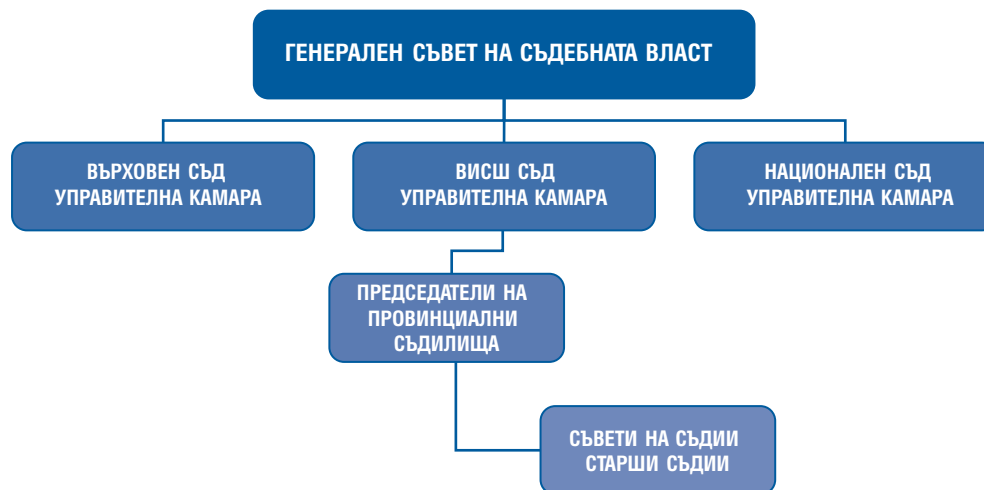 ГЕНЕРАЛЕН СЪВЕТ НА СЪДЕБНАТА ВЛАСТ
ВЪРХОВЕН СЪД
УПРАВИТЕЛНА КАМАРА
ВИСШ СЪД
УПРАВИТЕЛНА КАМАРА
НАЦИОНАЛЕН СЪД
УПРАВИТЕЛНА КАМАРА
ПРЕДСЕДАТЕЛИ НА
ПРОВИНЦИАЛНИ
СЪДИЛИЩА
СЪВЕТИ НА СЪДИИ
СТАРШИ СЪДИИ